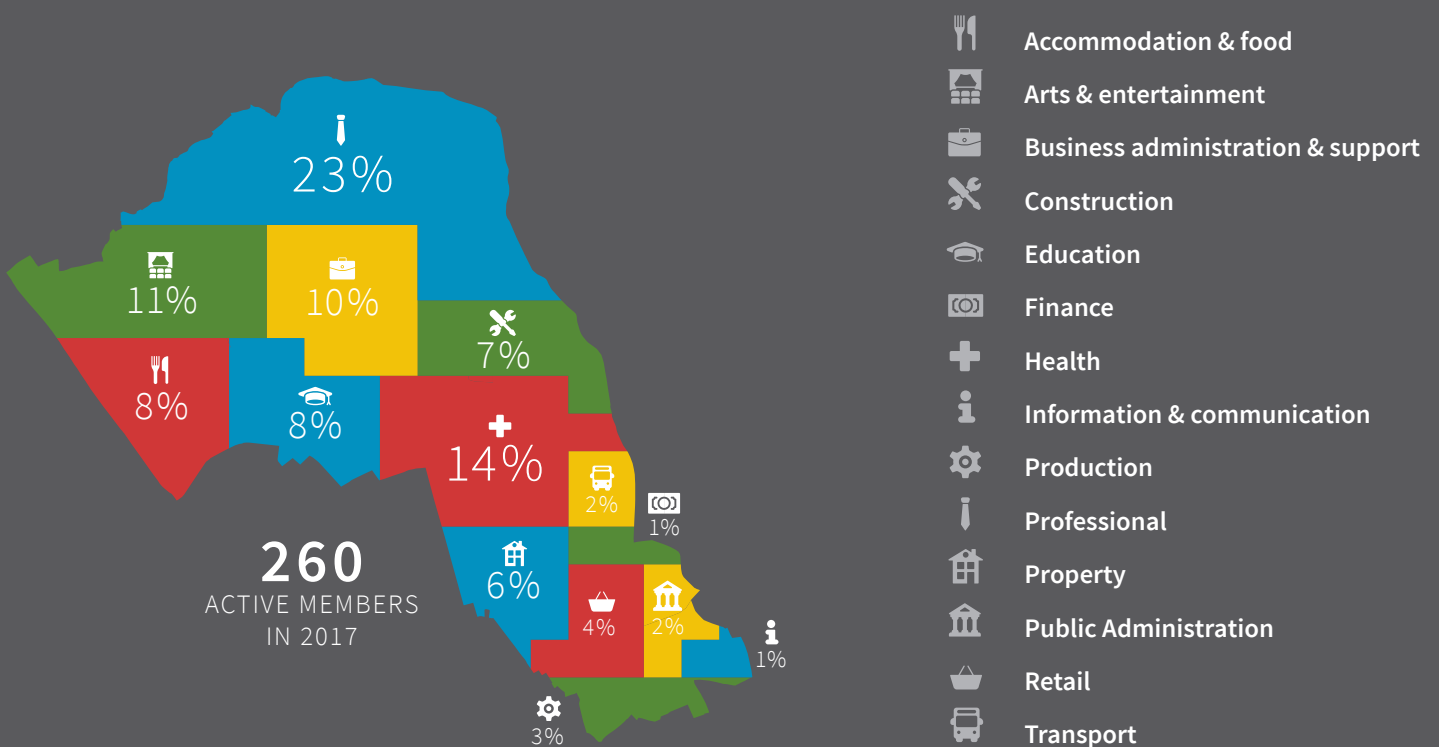 23%
11%
10%
7%
8%
8%
14%
2%
1%
6%
4%
2%
1%
3%
260
ACTIVE MEMBERS
IN 2017
Accommodation & food
Arts & entertainment
Business administration & support
Construction
Education
Finance
Health
Information & communication
Production
Professional
Property
Public Administration
Retail
Transport